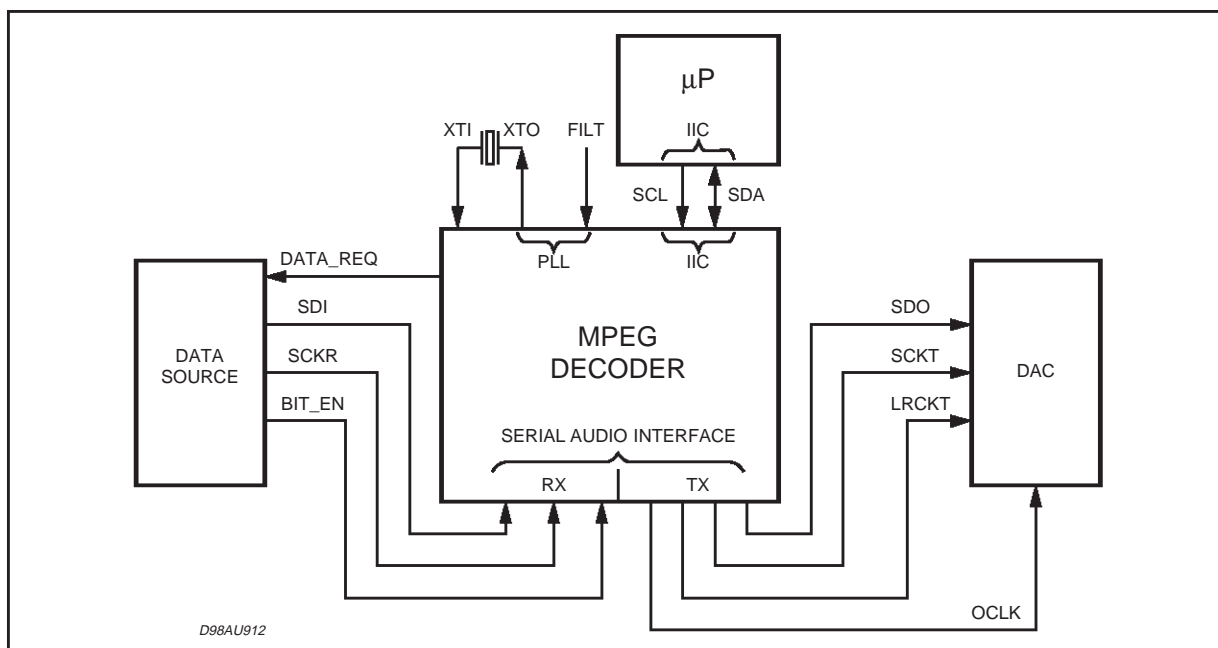 μP
XTI
XTO
FILT
IIC
SCL
SDA
DATA_REQ
PLL
IIC
SDI
SDO
MPEG
DECODER
DATA
SOURCE
SCKR
SCKT
DAC
BIT_EN
LRCKT
SERIAL AUDIO INTERFACE
RX
TX
OCLK
D98AU912